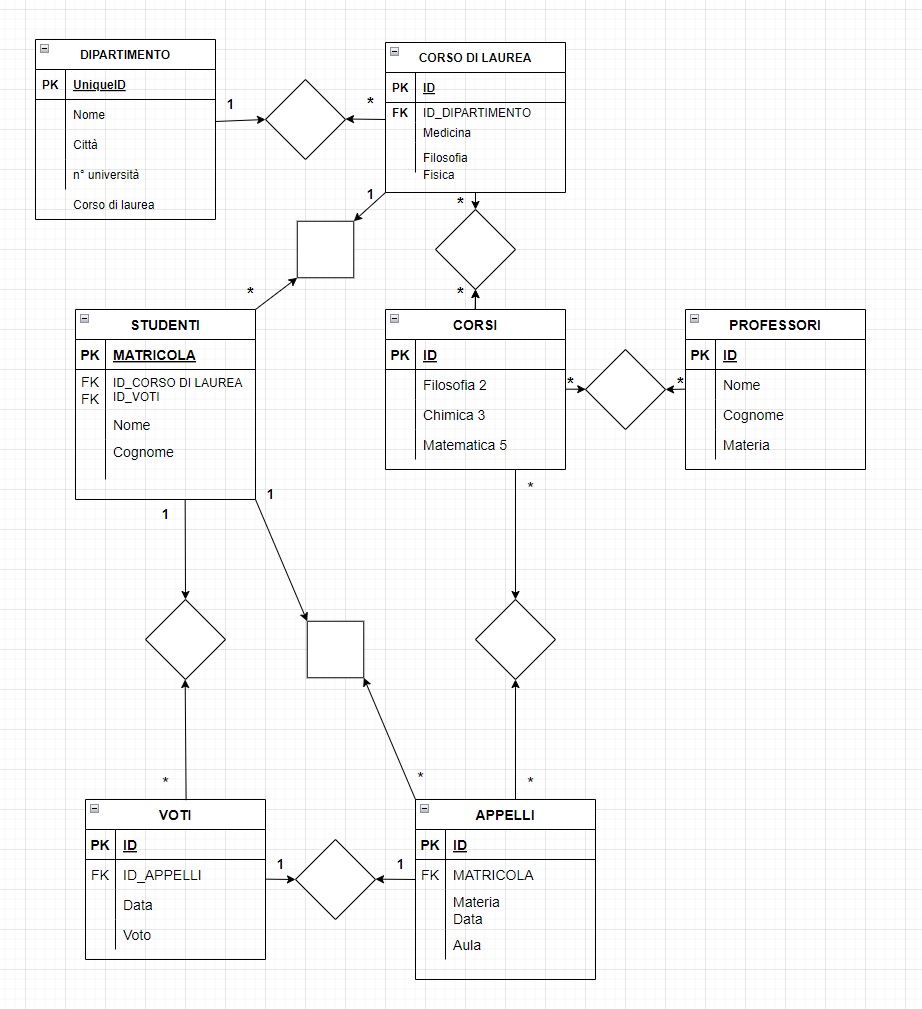 DIPARTIMENTO
PK UniqueID
Nome
Città
n° università
Corso di laurea
1
*
CORSO DI LAUREA
PK ID
FK ID_DIPARTIMENTO
Medicina
Filosofia
Fisica
1
*
*
*
STUDENTI
PK MATRICOLA
FK ID_CORSO DI LAUREA
FK ID_VOTI
Nome
Cognome
CORSI
PK ID
Filosofia 2
Chimica 3
Matematica 5
*
*
PROFESSORI
PK ID
Nome
Cognome
Materia
1
1
*
*
*
*
VOTI
PK ID
FK ID_APPELLI
Data
Voto
1
1
APPELLI
PK ID
FK MATRICOLA
Materia
Data
Aula